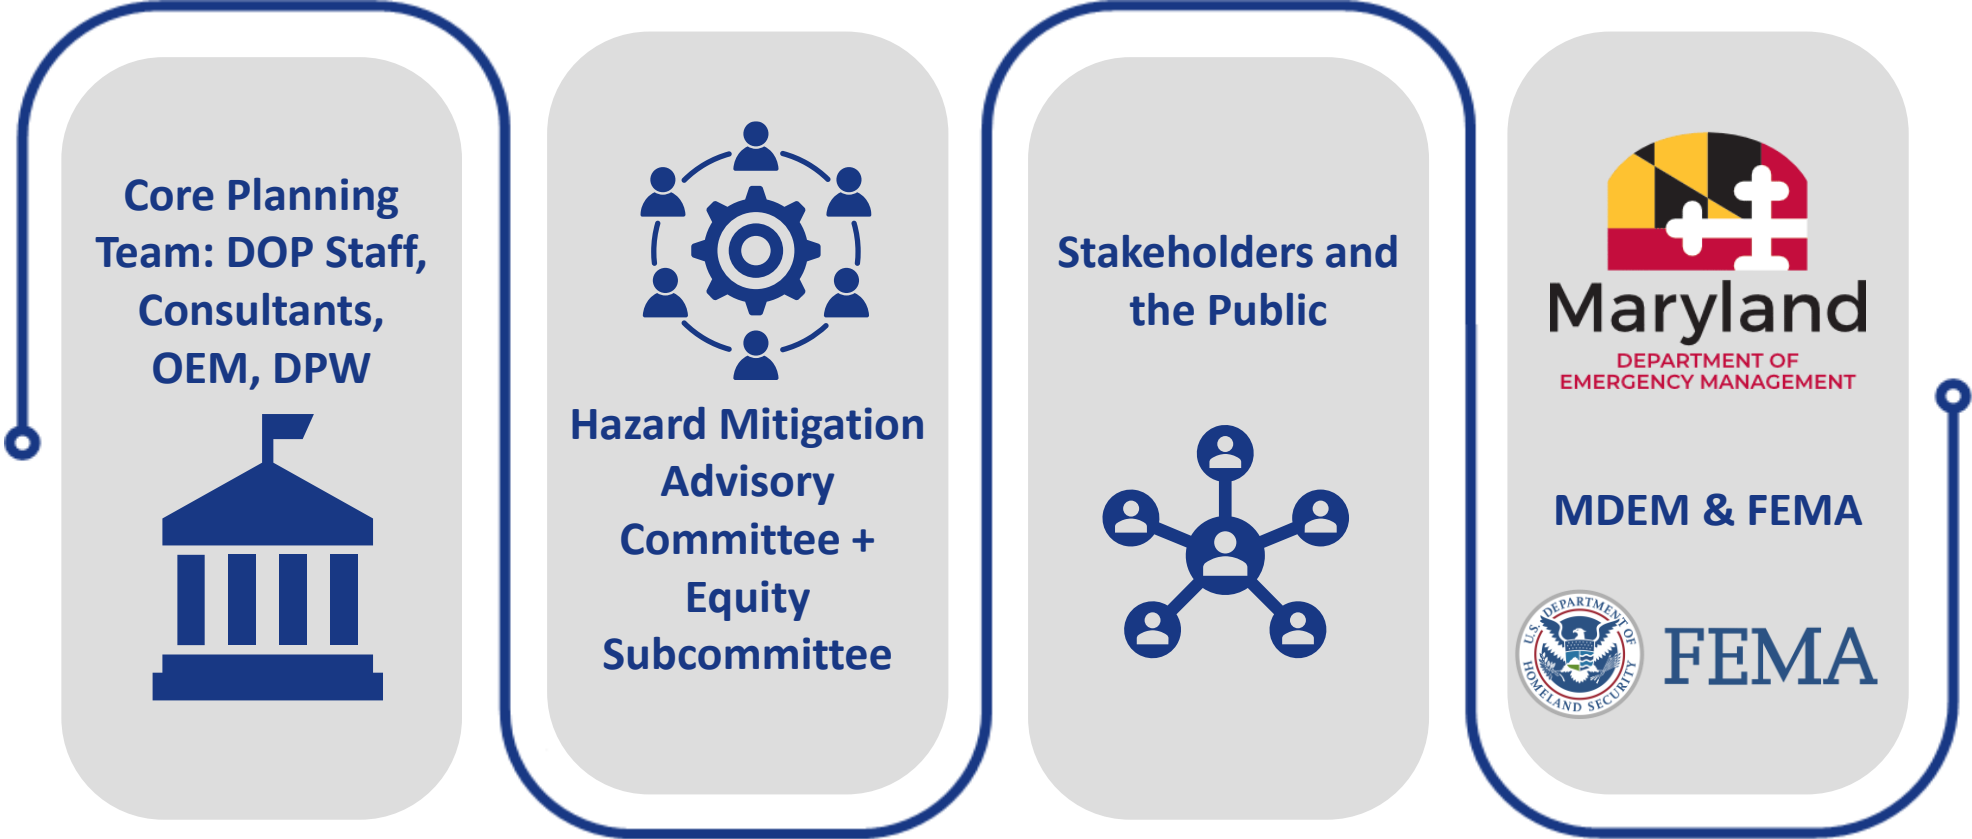 Core Planning
Team: DOP Staff,
Consultants,
OEM, DPW
Hazard Mitigation
Advisory
Committee +
Equity
Subcommittee
Stakeholders and
the Public
Maryland
DEPARTMENT OF
EMERGENCY MANAGEMENT
MDEM & FEMA
U.S. DEPARTMENT OF
HOMELAND SECURITY
FEMA